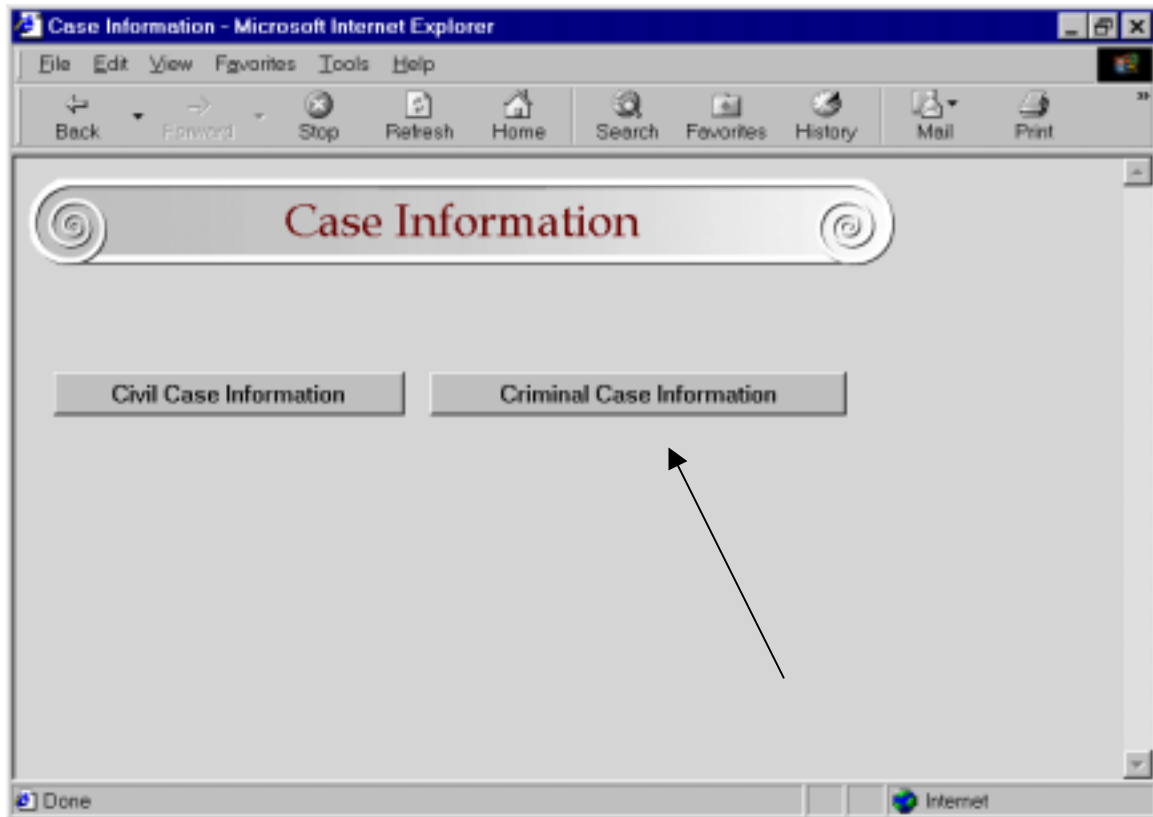 Case Information - Microsoft Internet Explorer
File Edit View Favorites Tools Help
Back Forward Stop Refresh Home Search Favorites History Mail Print
Case Information
Civil Case Information Criminal Case Information
Done Internet